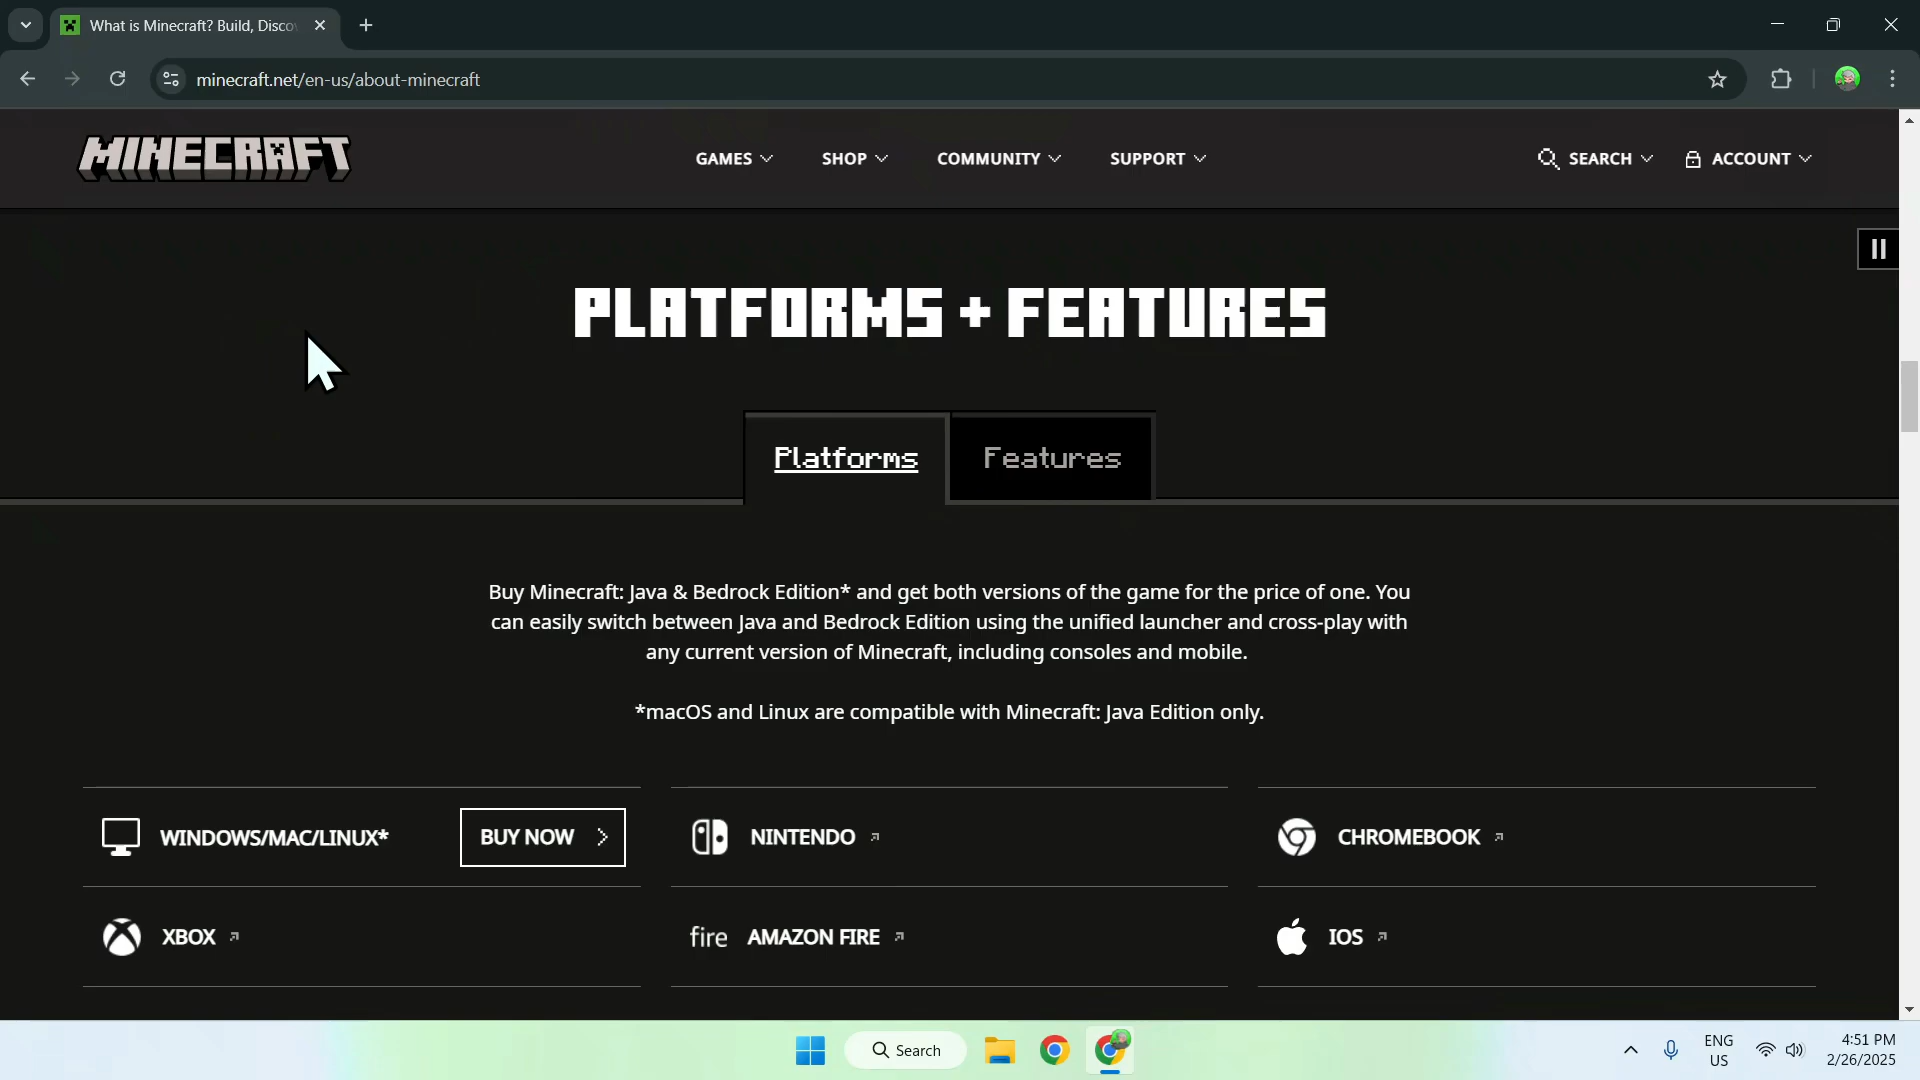 What is Minecraft? Build, Disco
minecraft.net/en-us/about-minecraft
MINECRAFT
GAMES
SHOP
COMMUNITY
SUPPORT
SEARCH
ACCOUNT
PLATFORMS + FEATURES
Platforms
Features
Buy Minecraft: Java & Bedrock Edition* and get both versions of the game for the price of one. You
can easily switch between Java and Bedrock Edition using the unified launcher and cross-play with
any current version of Minecraft, including consoles and mobile.
*macOS and Linux are compatible with Minecraft: Java Edition only.
WINDOWS/MAC/LINUX*
BUY NOW
NINTENDO
CHROMEBOOK
XBOX
fire
AMAZON FIRE
IOS
Search
ENG
US
4:51 PM
2/26/2025